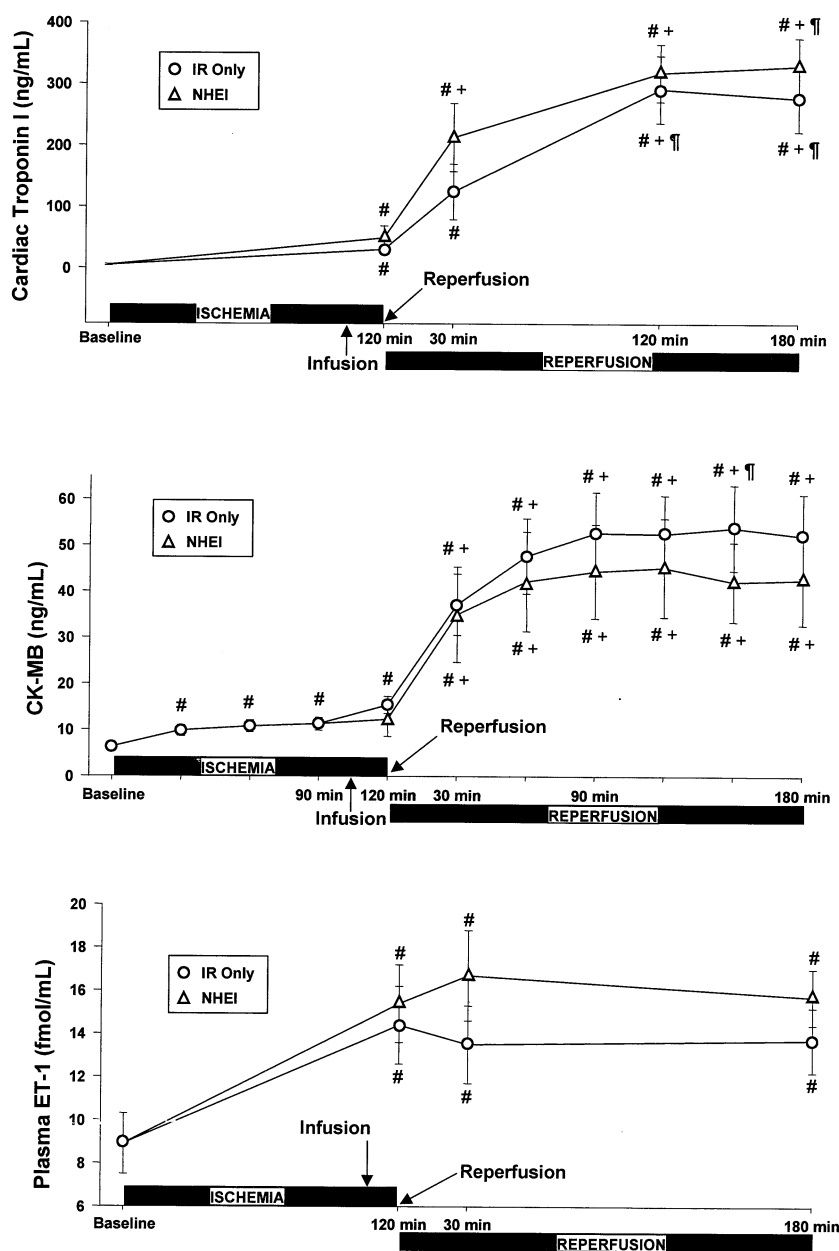 Cardiac Troponin I (ng/mL)
400
300
200
100
0
IR Only
NHEI
#
#
# +
#
# +
# + ¶
# + ¶
# + ¶
ISCHEMIA
Reperfusion
Baseline
120 min
30 min
120 min
180 min
Infusion
REPERFUSION
CK-MB (ng/mL)
60
50
40
30
20
10
0
IR Only
NHEI
#
#
#
#
# +
# +
# +
# +
# + ¶
# +
# +
# +
# +
# +
# +
# +
ISCHEMIA
Reperfusion
Baseline
90 min
120 min
30 min
90 min
180 min
Infusion
REPERFUSION
Plasma ET-1 (fmol/mL)
20
18
16
14
12
10
8
6
IR Only
NHEI
#
#
#
#
#
#
Infusion
Reperfusion
ISCHEMIA
Baseline
120 min
30 min
180 min
REPERFUSION